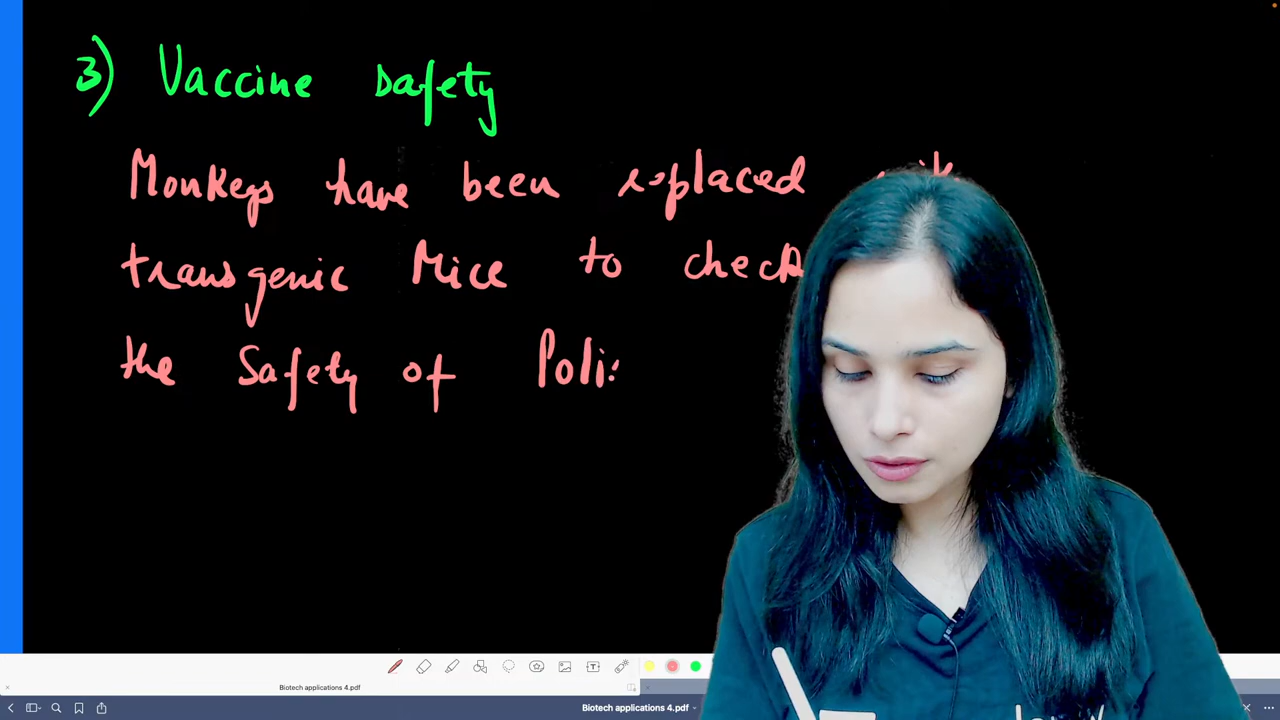 3) Vaccine Safety
Monkeys have been replaced
transgenic Mice to check
the Safety of Poli
Biotech applications 4.pdf
Biotech applications 4.pdf